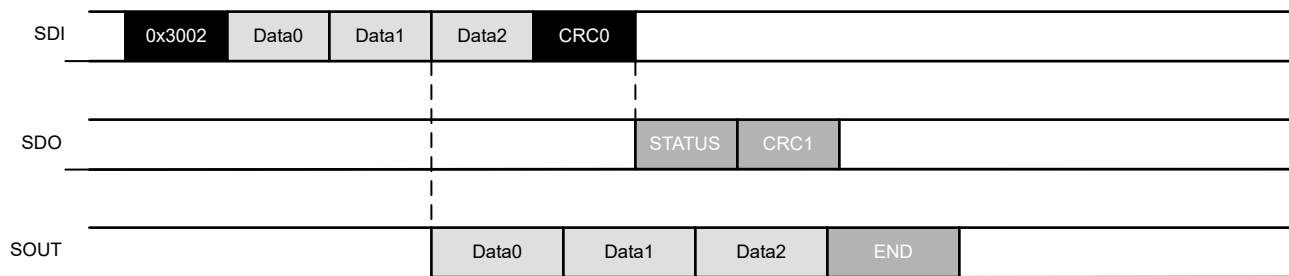 SDI 0x3002 Data0 Data1 Data2 CRC0
SDO STATUS CRC1
SOUT Data0 Data1 Data2 END